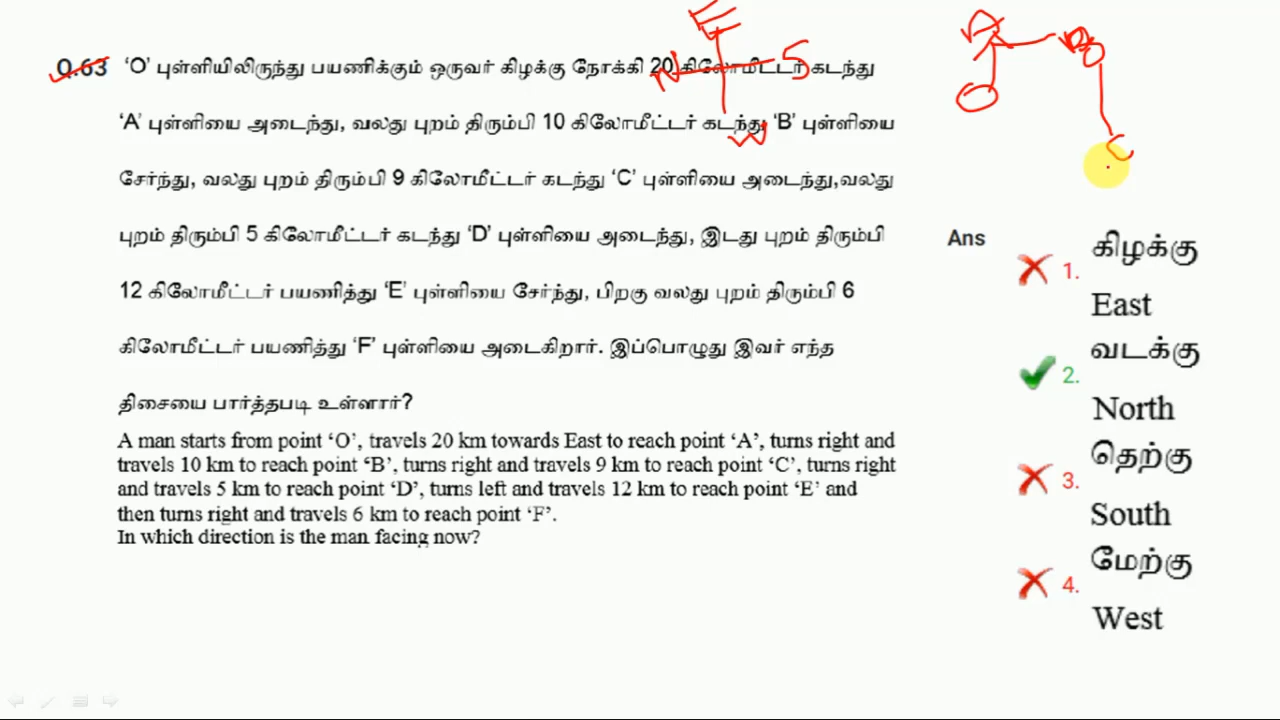 Q.63 'O' புள்ளியிலிருந்து பயணிக்கும் ஒருவர் கிழக்கு நோக்கி 20 கிலோமீட்டர் கடந்து
'A' புள்ளியை அடைந்து, வலது புறம் திரும்பி 10 கிலோமீட்டர் கடந்து 'B' புள்ளியை
சேர்ந்து, வலது புறம் திரும்பி 9 கிலோமீட்டர் கடந்து 'C' புள்ளியை அடைந்து,வலது
புறம் திரும்பி 5 கிலோமீட்டர் கடந்து 'D' புள்ளியை அடைந்து, இடது புறம் திரும்பி
12 கிலோமீட்டர் பயணித்து 'E' புள்ளியை சேர்ந்து, பிறகு வலது புறம் திரும்பி 6
கிலோமீட்டர் பயணித்து 'F' புள்ளியை அடைகிறார். இப்பொழுது இவர் எந்த
திசையை பார்த்தபடி உள்ளார்?
A man starts from point 'O', travels 20 km towards East to reach point 'A', turns right and
travels 10 km to reach point 'B', turns right and travels 9 km to reach point 'C', turns right
and travels 5 km to reach point 'D', turns left and travels 12 km to reach point 'E' and
then turns right and travels 6 km to reach point 'F'.
In which direction is the man facing now?
E
N S
W
A B
O
C
Ans
1. கிழக்கு
East
2. வடக்கு
North
3. தெற்கு
South
4. மேற்கு
West